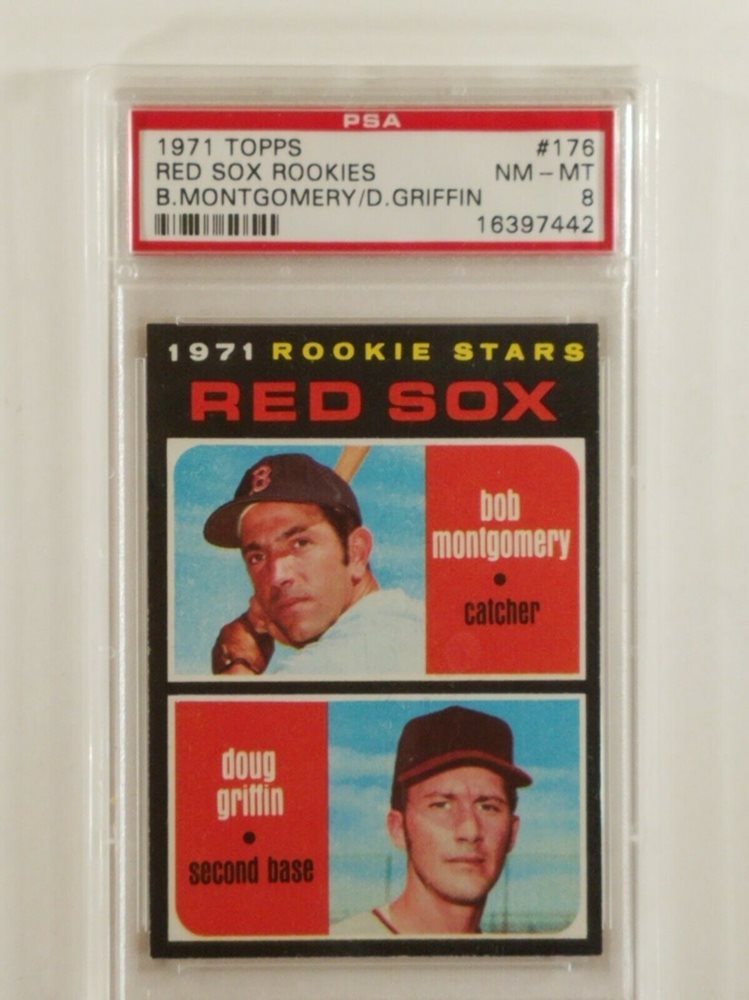 PSA
1971 TOPPS #176
RED SOX ROOKIES NM - MT
B.MONTGOMERY/D.GRIFFIN 8
16397442
1971 ROOKIE STARS
RED SOX
B
bob
montgomery
•
catcher
doug
griffin
•
second base